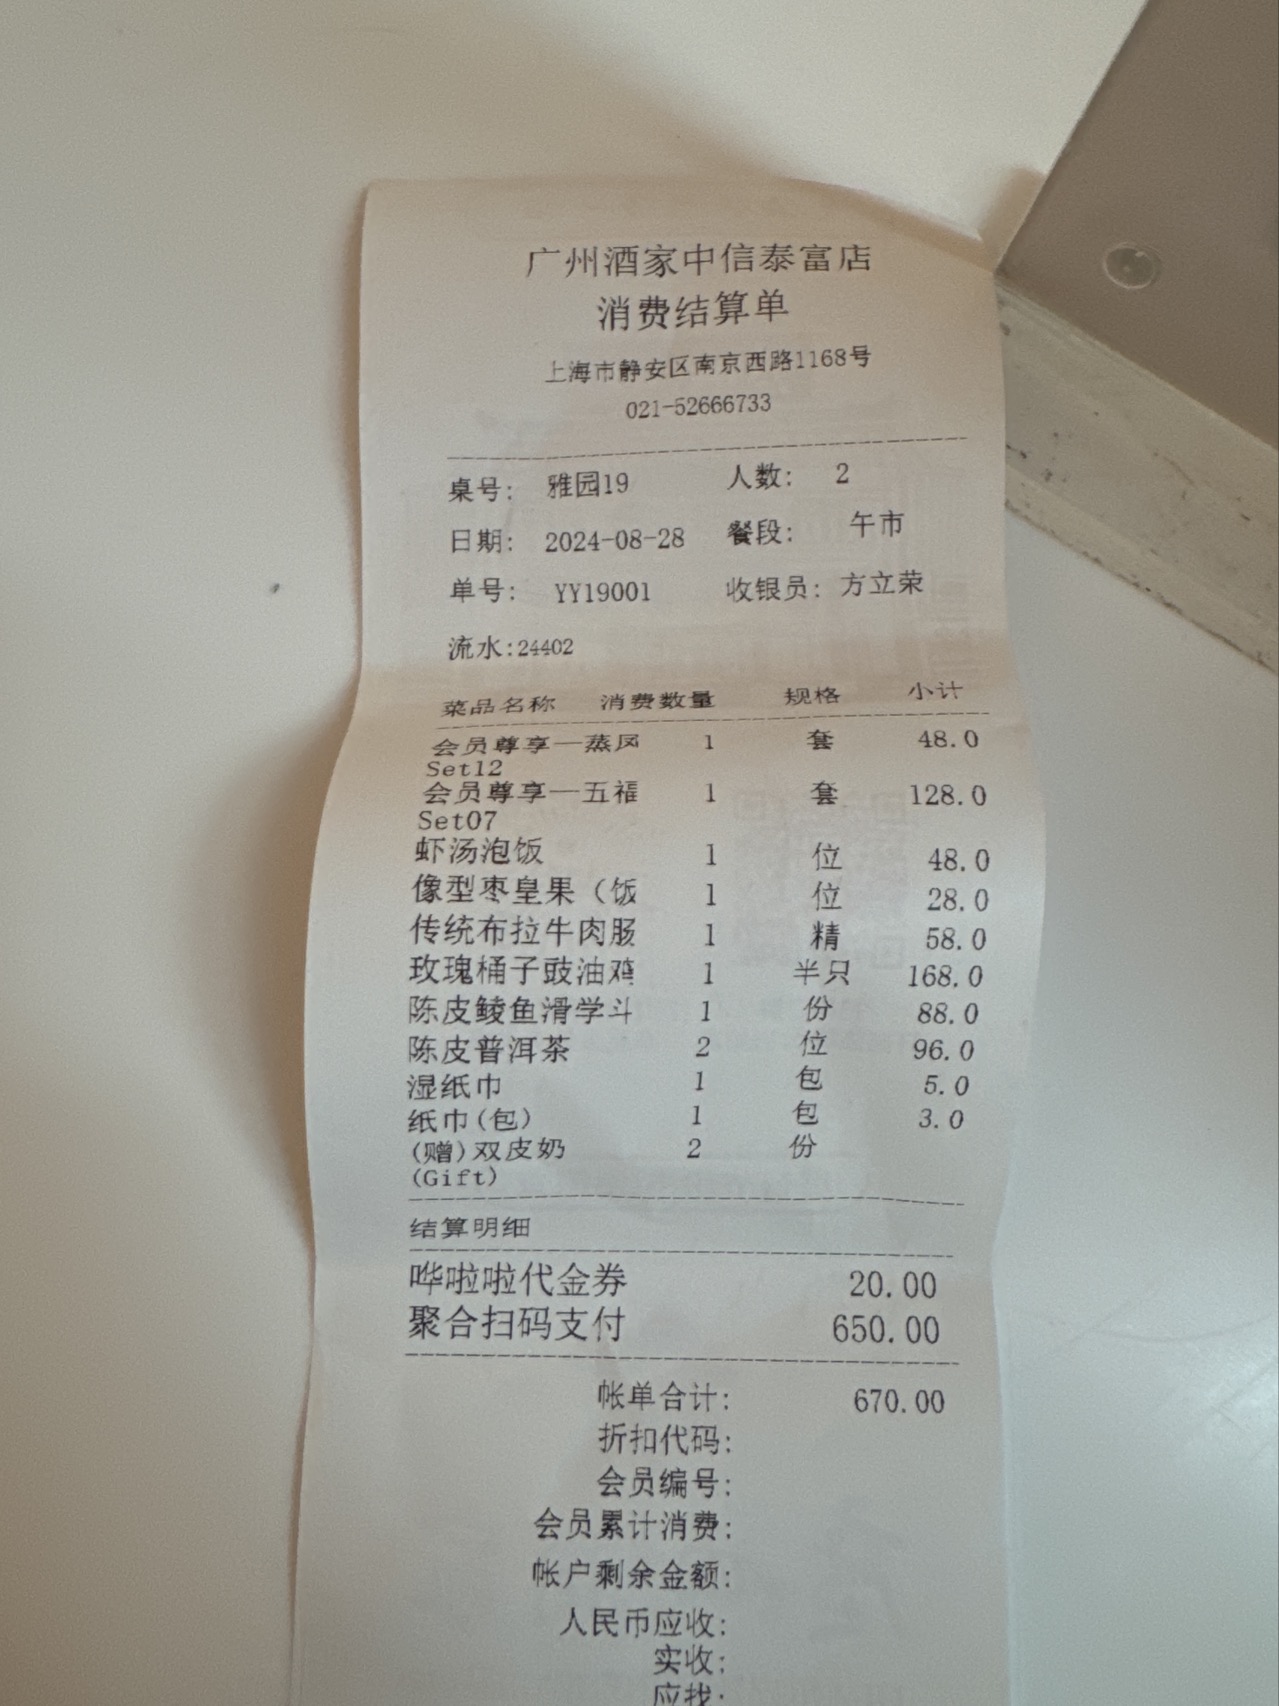 广州酒家中信泰富店
消费结算单
上海市静安区南京西路1168号
021-52666733
桌号: 雅园19 人数: 2
日期: 2024-08-28 餐段: 午市
单号: YY19001 收银员: 方立荣
流水:24402
菜品名称 消费数量 规格 小计
会员尊享—蒸凤 1 套 48.0
Set12
会员尊享—五福 1 套 128.0
Set07
虾汤泡饭 1 位 48.0
像型枣皇果（饭 1 位 28.0
传统布拉牛肉肠 1 精 58.0
玫瑰桶子豉油鸡 1 半只 168.0
陈皮鲮鱼滑学斗 1 份 88.0
陈皮普洱茶 2 位 96.0
湿纸巾 1 包 5.0
纸巾(包) 1 包 3.0
(赠)双皮奶 2 份
(Gift)
结算明细
哗啦啦代金券 20.00
聚合扫码支付 650.00
帐单合计: 670.00
折扣代码:
会员编号:
会员累计消费:
帐户剩余金额:
人民币应收:
实收:
应找: